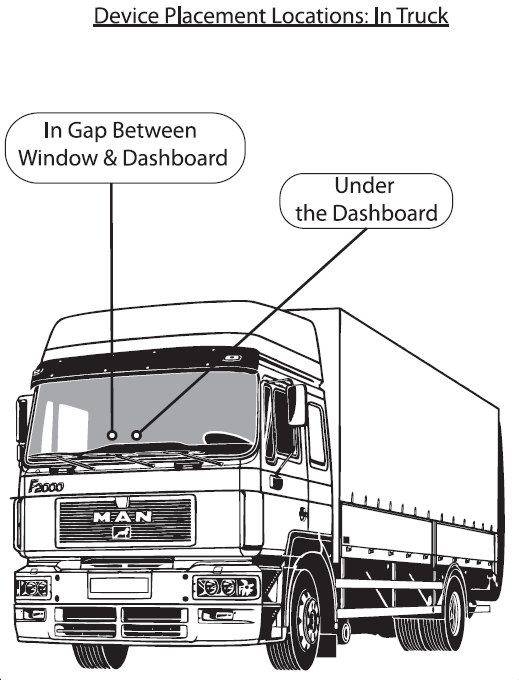 Device Placement Locations: In Truck
In Gap Between
Window & Dashboard
Under
the Dashboard
F2000
MAN